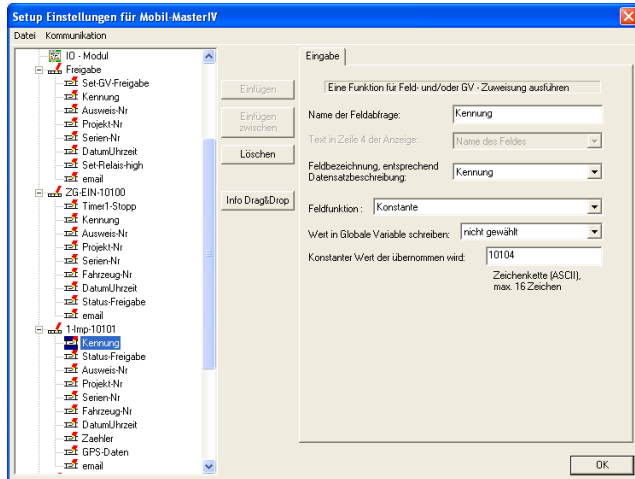 Setup Einstellungen für Mobil-MasterIV
Datei Kommunikation
IO - Modul
Freigabe
Set-GV-Freigabe
Kennung
Ausweis-Nr
Projekt-Nr
Serien-Nr
DatumUhrzeit
Set-Relais-high
email
ZG-EIN-10100
Timer1-Stopp
Kennung
Ausweis-Nr
Projekt-Nr
Serien-Nr
Fahrzeug-Nr
DatumUhrzeit
Status-Freigabe
email
1-Imp-10101
Kennung
Status-Freigabe
Ausweis-Nr
Projekt-Nr
Serien-Nr
Fahrzeug-Nr
DatumUhrzeit
Zaehler
GPS-Daten
email
Einfügen
Einfügen
zwischen
Löschen
Info Drag&Drop
Eingabe
Eine Funktion für Feld- und/oder GV - Zuweisung ausführen
Name der Feldabfrage: Kennung
Text in Zeile 4 der Anzeige: Name des Feldes
Feldbezeichnung, entsprechend
Datensatzbeschreibung: Kennung
Feldfunktion : Konstante
Wert in Globale Variable schreiben: nicht gewählt
Konstanter Wert der übernommen wird: 10104
Zeichenkette (ASCII),
max. 16 Zeichen
OK